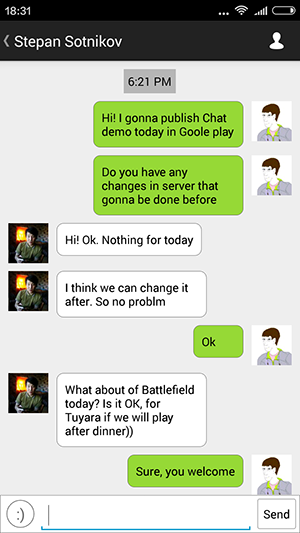 18:31
Stepan Sotnikov
6:21 PM
Hi! I gonna publish Chat
demo today in Goole play
Do you have any
changes in server that
gonna be done before
Hi! Ok. Nothing for today
I think we can change it
after. So no problm
Ok
What about of Battlefield
today? Is it OK, for
Tuyara if we will play
after dinner))
Sure, you welcome
:)
Send